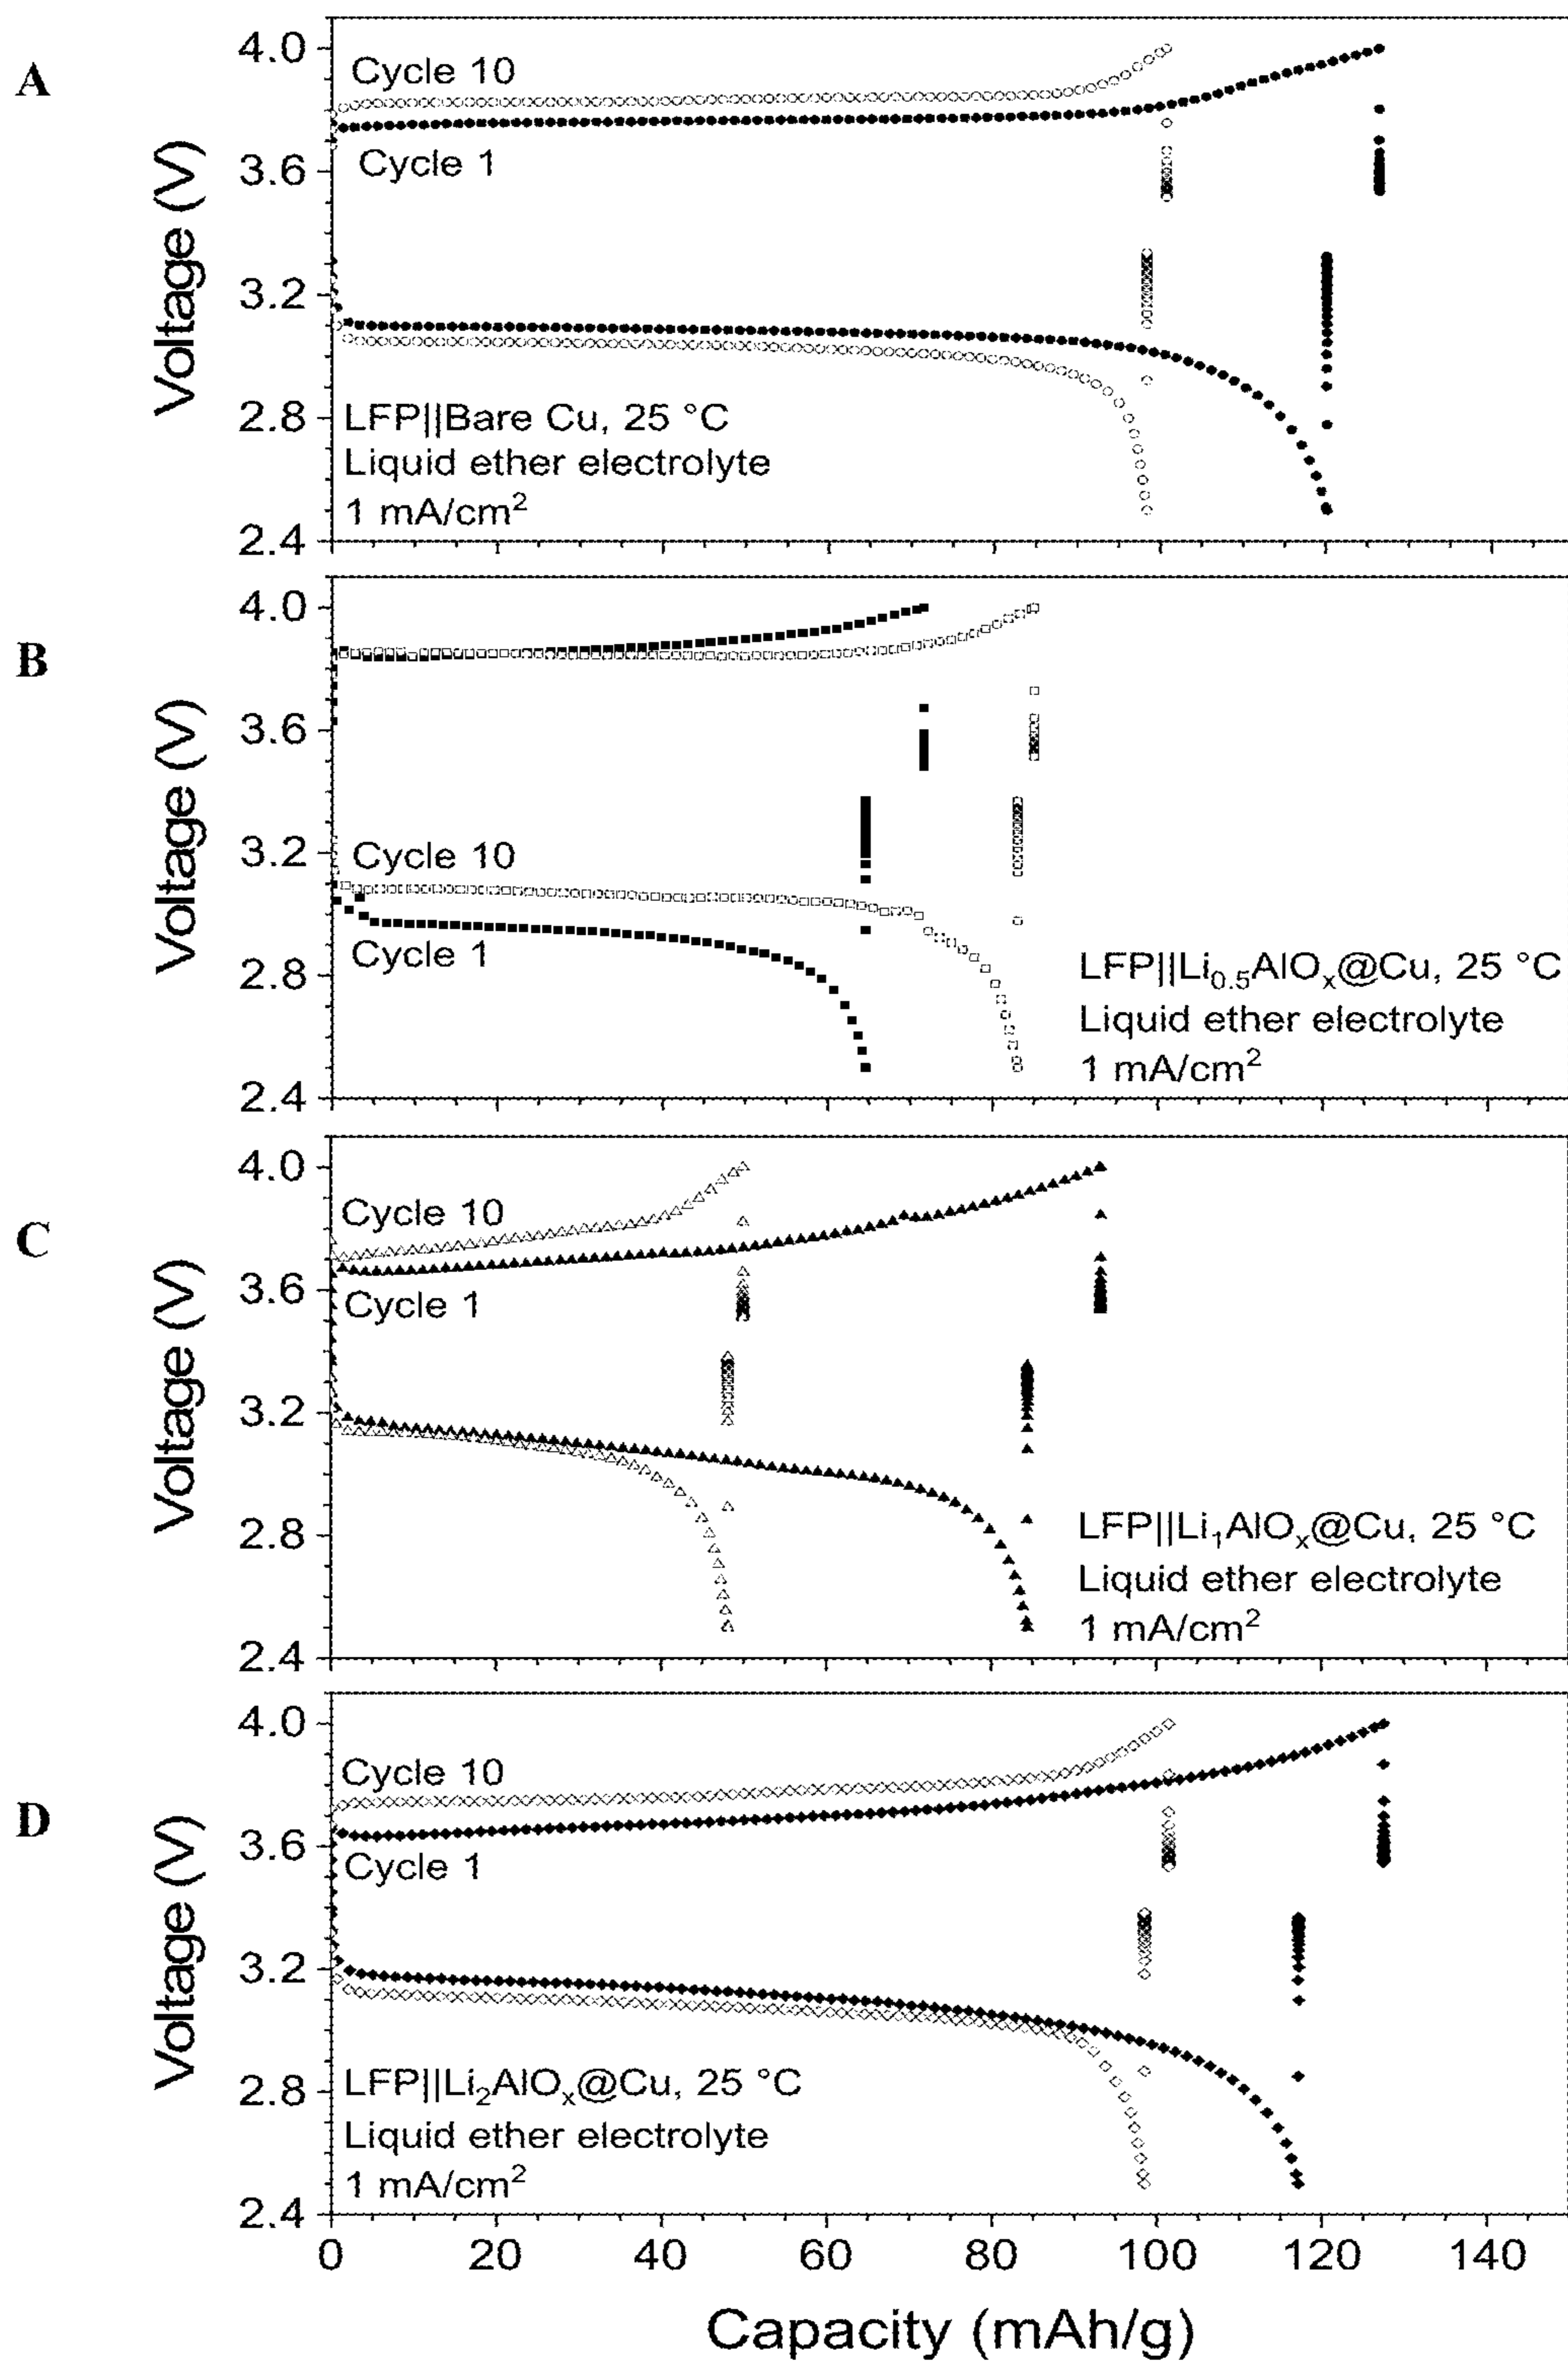 A
Voltage (V)
4.0
3.6
3.2
2.8
2.4
Cycle 10
Cycle 1
LFP||Bare Cu, 25 °C
Liquid ether electrolyte
1 mA/cm²
B
Voltage (V)
4.0
3.6
3.2
2.8
2.4
Cycle 10
Cycle 1
LFP||Li₀.₅AlOₓ@Cu, 25 °C
Liquid ether electrolyte
1 mA/cm²
C
Voltage (V)
4.0
3.6
3.2
2.8
2.4
Cycle 10
Cycle 1
LFP||Li₁AlOₓ@Cu, 25 °C
Liquid ether electrolyte
1 mA/cm²
D
Voltage (V)
4.0
3.6
3.2
2.8
2.4
Cycle 10
Cycle 1
LFP||Li₂AlOₓ@Cu, 25 °C
Liquid ether electrolyte
1 mA/cm²
0 20 40 60 80 100 120 140
Capacity (mAh/g)